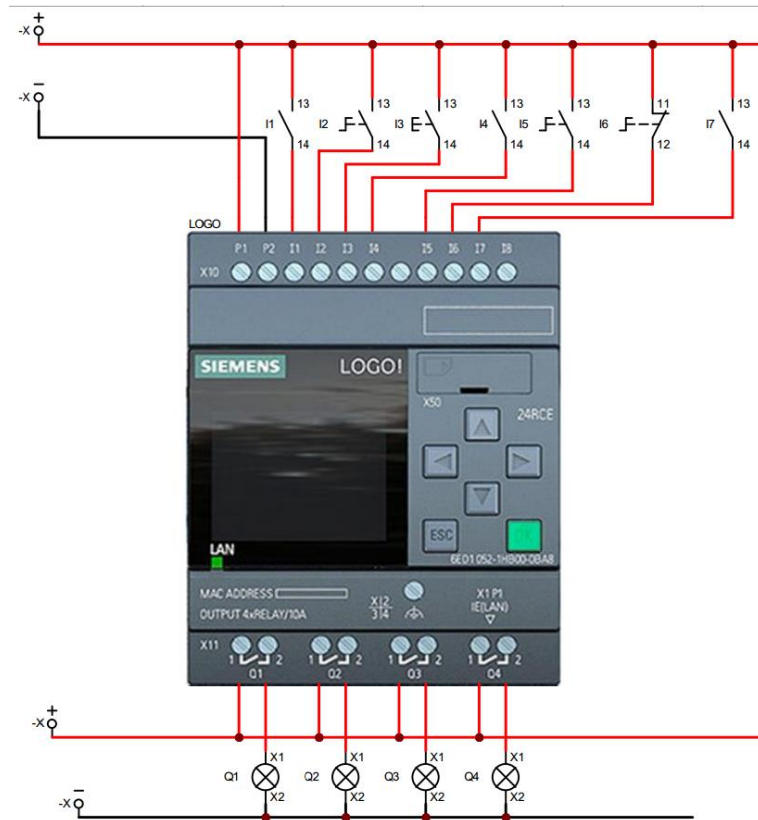 -X +
-X −
13 13 13 13 13 11 13
I1 I2 I3 I4 I5 I6 I7
14 14 14 14 14 12 14
LOGO
P1 P2 I1 I2 I3 I4 I5 I6 I7 I8
X10
SIEMENS LOGO!
X50
24RCE
ESC OK
LAN
6ED1 052-1HB00-0BA8
MAC ADDRESS
X1 P1
OUTPUT 4xRELAY/10A
X12
3|4
IE(LAN)
X11 1 2 1 2 1 2 1 2
Q1 Q2 Q3 Q4
-X +
X1 X1 X1 X1
Q1 Q2 Q3 Q4
X2 X2 X2 X2
-X −